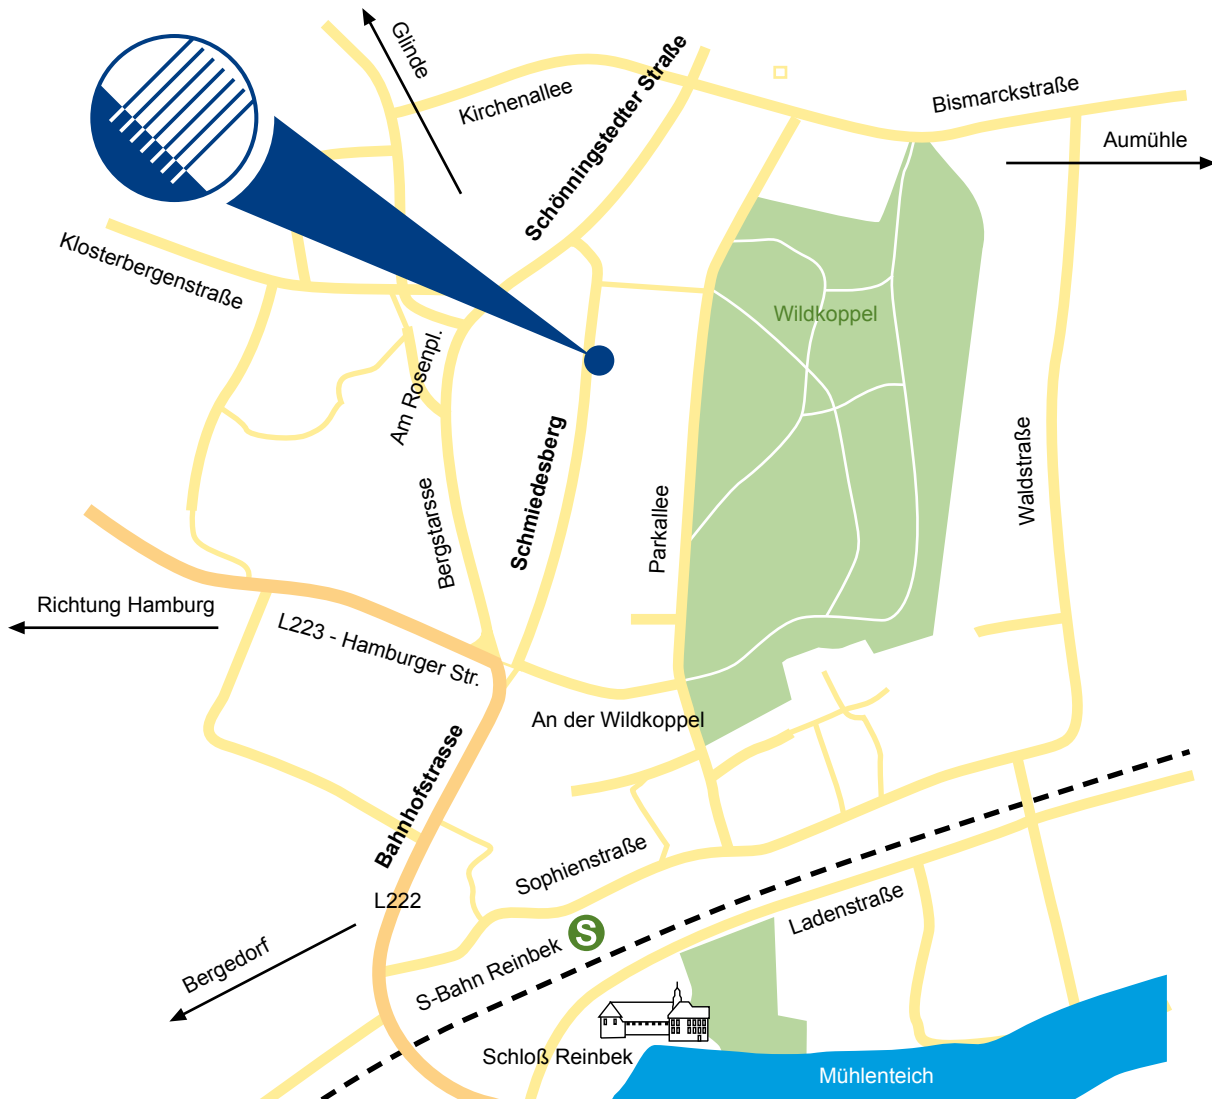 Glinde
Kirchenallee
Schönningstedter Straße
Bismarckstraße
Aumühle
Klosterbergenstraße
Wildkoppel
Am Rosenpl.
Schmiedesberg
Bergstarsse
Parkallee
Waldstraße
Richtung Hamburg
L223 - Hamburger Str.
An der Wildkoppel
Bahnhofstrasse
Sophienstraße
L222
Ladenstraße
Bergedorf
S-Bahn Reinbek
S
Schloß Reinbek
Mühlenteich